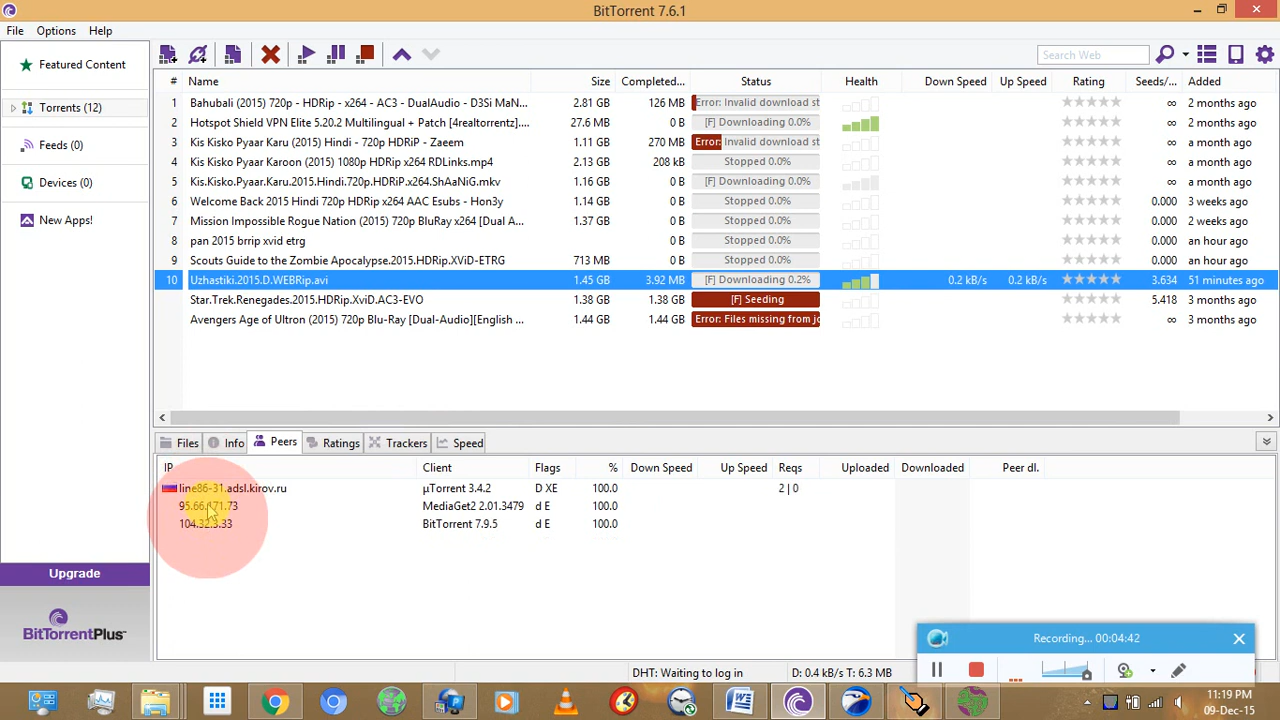 BitTorrent 7.6.1
File Options Help
Featured Content
Torrents (12)
Feeds (0)
Devices (0)
New Apps!
Upgrade
BitTorrentPlus
Search Web
# Name Size Completed... Status Health Down Speed Up Speed Rating Seeds/... Added
1 Bahubali (2015) 720p - HDRip - x264 - AC3 - DualAudio - D3Si MaN... 2.81 GB 126 MB Error: Invalid download st ∞ 2 months ago
2 Hotspot Shield VPN Elite 5.20.2 Multilingual + Patch [4realtorrentz].... 27.6 MB 0 B [F] Downloading 0.0% ∞ 2 months ago
3 Kis Kisko Pyaar Karu (2015) Hindi - 720p HDRiP - Zaeem 1.11 GB 270 MB Error: Invalid download st ∞ a month ago
4 Kis Kisko Pyaar Karoon (2015) 1080p HDRip x264 RDLinks.mp4 2.13 GB 208 kB Stopped 0.0% ∞ a month ago
5 Kis.Kisko.Pyaar.Karu.2015.Hindi.720p.HDRiP.x264.ShAaNiG.mkv 1.16 GB 0 B [F] Downloading 0.0% ∞ a month ago
6 Welcome Back 2015 Hindi 720p HDRiP x264 AAC Esubs - Hon3y 1.14 GB 0 B Stopped 0.0% 0.000 3 weeks ago
7 Mission Impossible Rogue Nation (2015) 720p BluRay x264 [Dual A... 1.37 GB 0 B Stopped 0.0% 0.000 2 weeks ago
8 pan 2015 brrip xvid etrg 0 B Stopped 0.0% 0.000 an hour ago
9 Scouts Guide to the Zombie Apocalypse.2015.HDRip.XViD-ETRG 713 MB 0 B Stopped 0.0% 0.000 an hour ago
10 Uzhastiki.2015.D.WEBRip.avi 1.45 GB 3.92 MB [F] Downloading 0.2% 0.2 kB/s 0.2 kB/s 3.634 51 minutes ago
Star.Trek.Renegades.2015.HDRip.XviD.AC3-EVO 1.38 GB 1.38 GB [F] Seeding 5.418 3 months ago
Avengers Age of Ultron (2015) 720p Blu-Ray [Dual-Audio][English ... 1.44 GB 1.44 GB Error: Files missing from jo ∞ 3 months ago
Files Info Peers Ratings Trackers Speed
IP Client Flags % Down Speed Up Speed Reqs Uploaded Downloaded Peer dl.
line86-31.adsl.kirov.ru µTorrent 3.4.2 D XE 100.0 2 | 0
95.66.171.73 MediaGet2 2.01.3479 d E 100.0
104.32.3.33 BitTorrent 7.9.5 d E 100.0
Recording... 00:04:42
DHT: Waiting to log in D: 0.4 kB/s T: 6.3 MB
11:19 PM
09-Dec-15